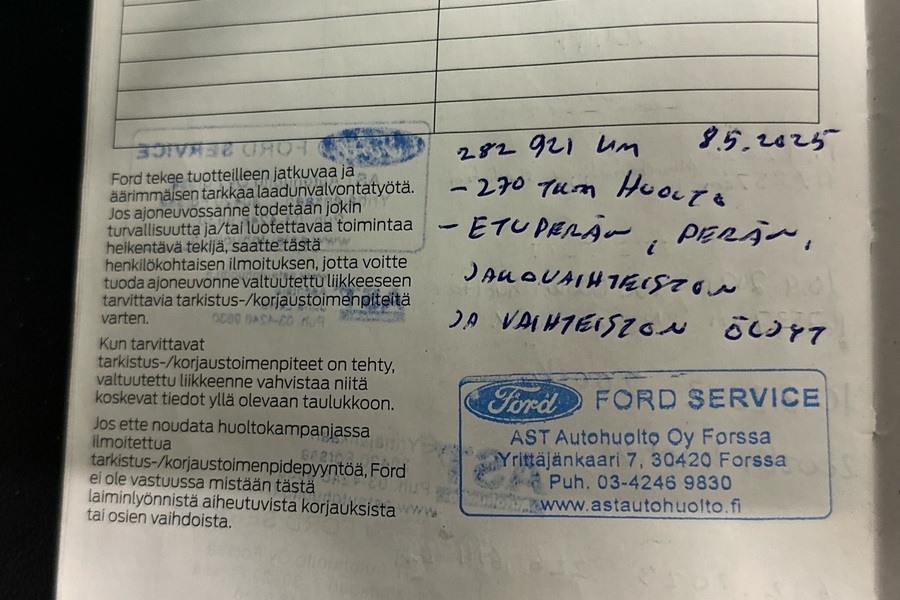 Ford tekee tuotteilleen jatkuvaa ja
äärimmäisen tarkkaa laadunvalvontatyötä.
Jos ajoneuvossanne todetaan jokin
turvallisuutta ja/tai luotettavaa toimintaa
heikentävä tekijä, saatte tästä
henkilökohtaisen ilmoituksen, jotta voitte
tuoda ajoneuvonne valtuutettu liikkeeseen
tarvittavia tarkistus-/korjaustoimenpiteitä
varten.
Kun tarvittavat
tarkistus-/korjaustoimenpiteet on tehty,
valtuutettu liikkeenne vahvistaa niitä
koskevat tiedot yllä olevaan taulukkoon.
Jos ette noudata huoltokampanjassa
ilmoitettua
tarkistus-/korjaustoimenpidepyyntöä, Ford
ei ole vastuussa mistään tästä
laiminlyönnistä aiheutuvista korjauksista
tai osien vaihdoista.
282 921 km 8.5.2025
- 270 tkm Huolto
- ETUPERÄN, PERÄN,
JAKOVAIHTEISTON
JA VAIHTEISTON ÖLJYT
Ford FORD SERVICE
AST Autohuolto Oy Forssa
Yrittäjänkaari 7, 30420 Forssa
Puh. 03-4246 9830
www.astautohuolto.fi